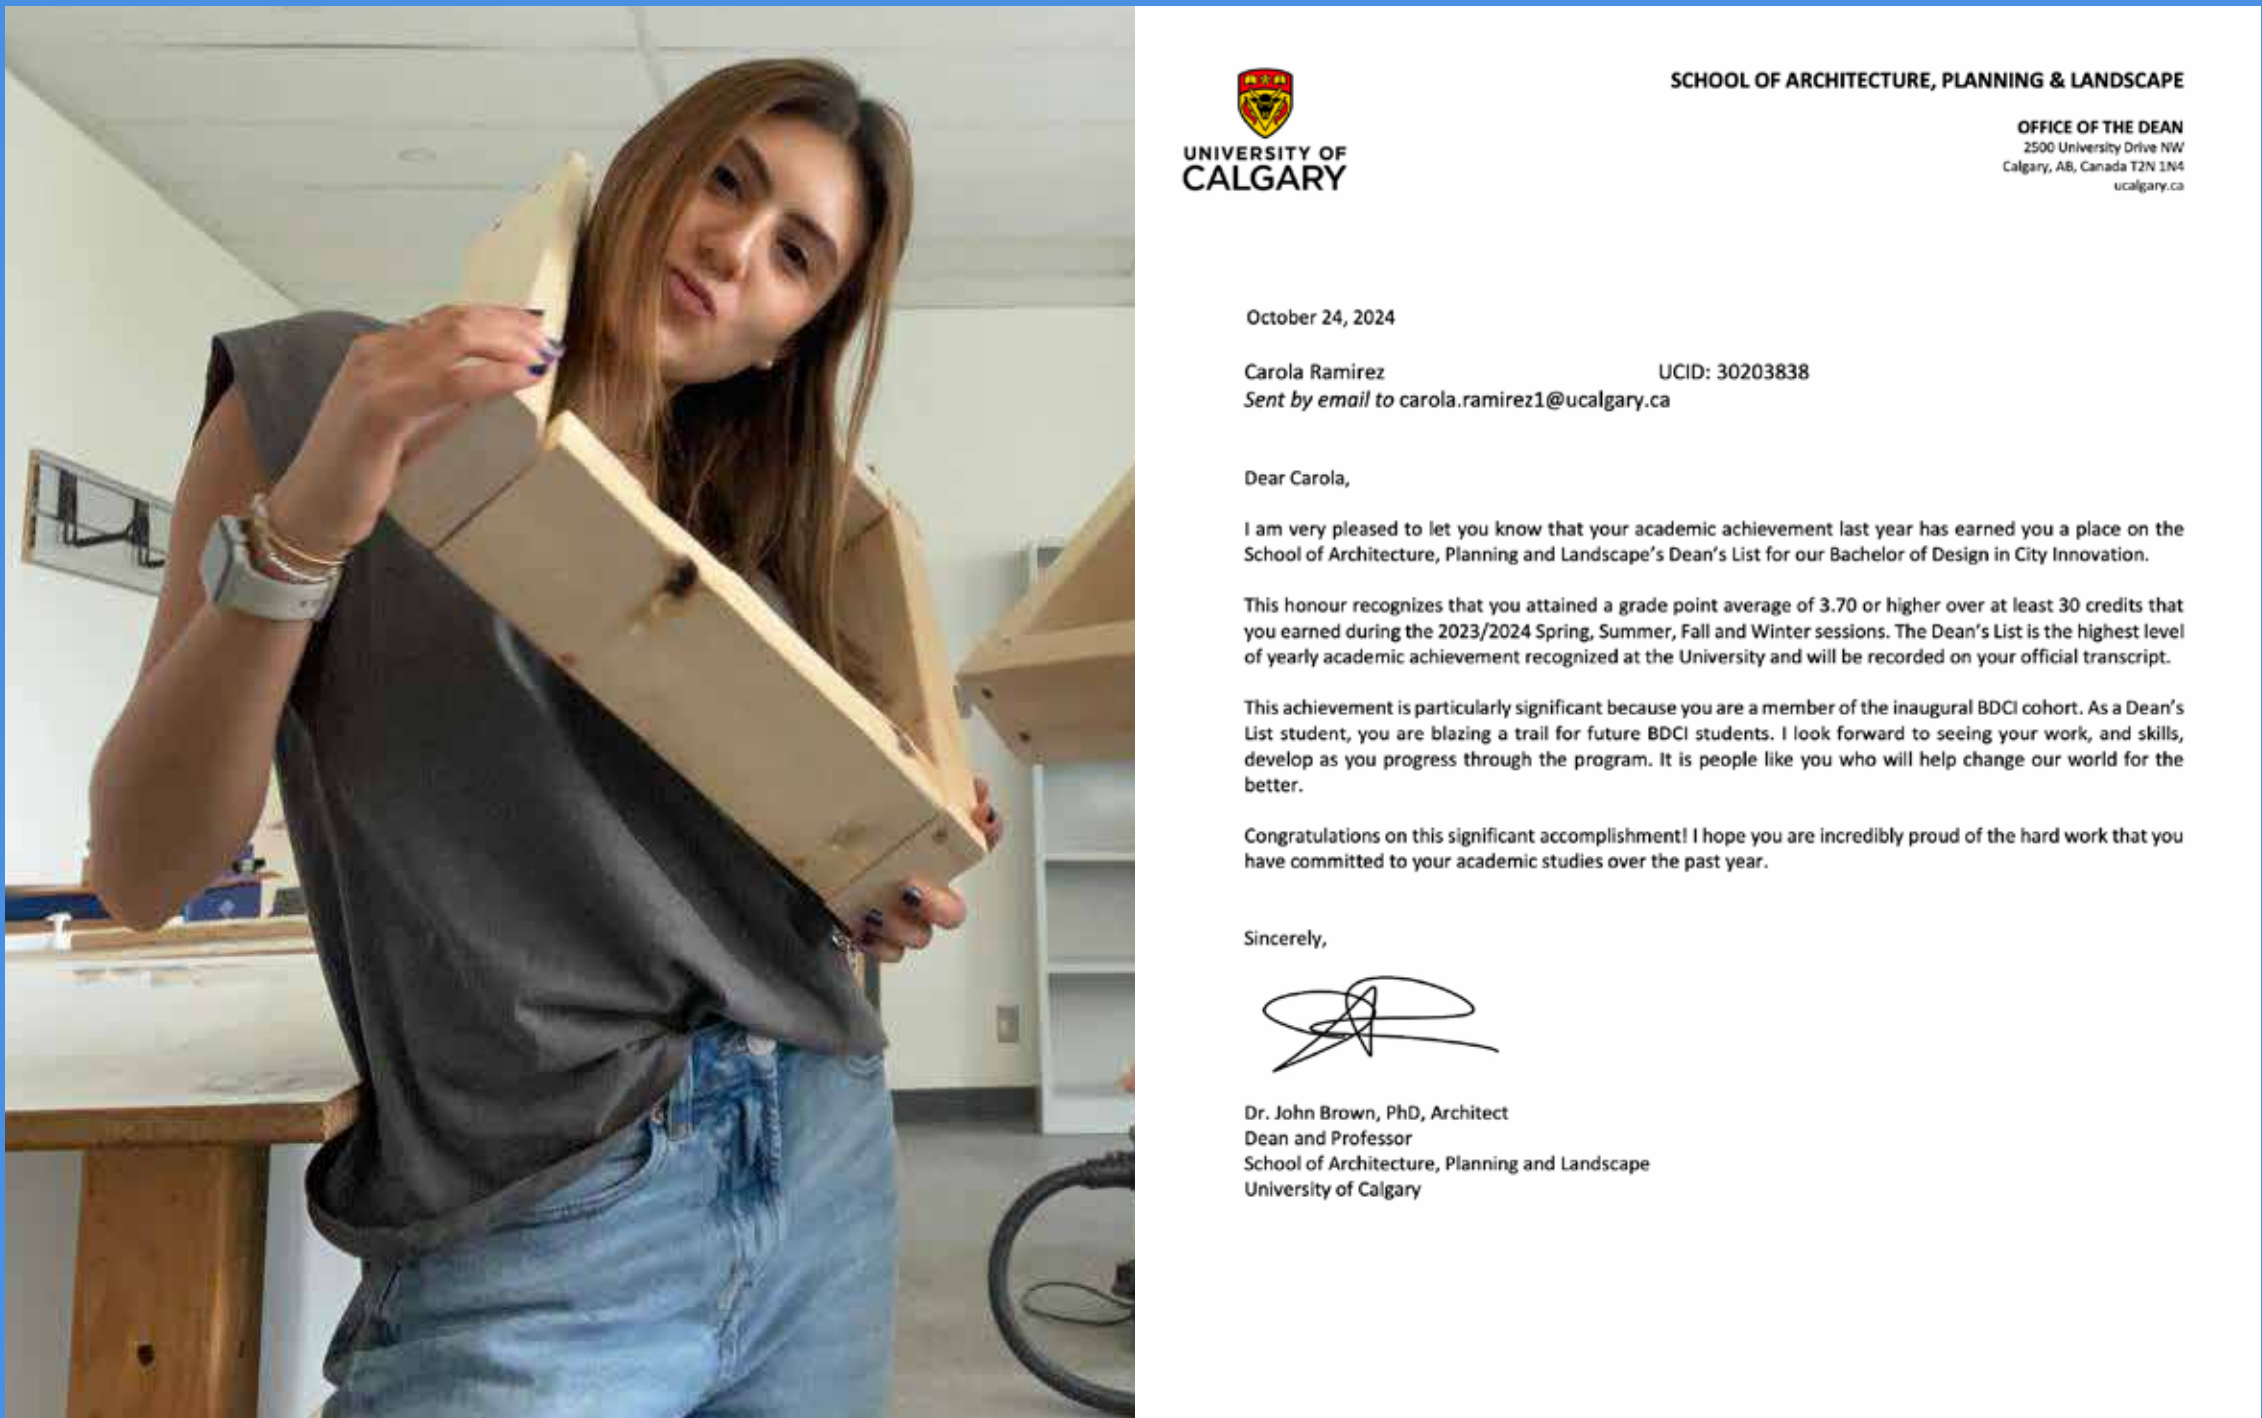 UNIVERSITY OF
CALGARY
SCHOOL OF ARCHITECTURE, PLANNING & LANDSCAPE
OFFICE OF THE DEAN
2500 University Drive NW
Calgary, AB, Canada T2N 1N4
ucalgary.ca
October 24, 2024
Carola Ramirez UCID: 30203838
Sent by email to carola.ramirez1@ucalgary.ca
Dear Carola,
I am very pleased to let you know that your academic achievement last year has earned you a place on the
School of Architecture, Planning and Landscape’s Dean’s List for our Bachelor of Design in City Innovation.
This honour recognizes that you attained a grade point average of 3.70 or higher over at least 30 credits that
you earned during the 2023/2024 Spring, Summer, Fall and Winter sessions. The Dean’s List is the highest level
of yearly academic achievement recognized at the University and will be recorded on your official transcript.
This achievement is particularly significant because you are a member of the inaugural BDCI cohort. As a Dean’s
List student, you are blazing a trail for future BDCI students. I look forward to seeing your work, and skills,
develop as you progress through the program. It is people like you who will help change our world for the
better.
Congratulations on this significant accomplishment! I hope you are incredibly proud of the hard work that you
have committed to your academic studies over the past year.
Sincerely,
Dr. John Brown, PhD, Architect
Dean and Professor
School of Architecture, Planning and Landscape
University of Calgary